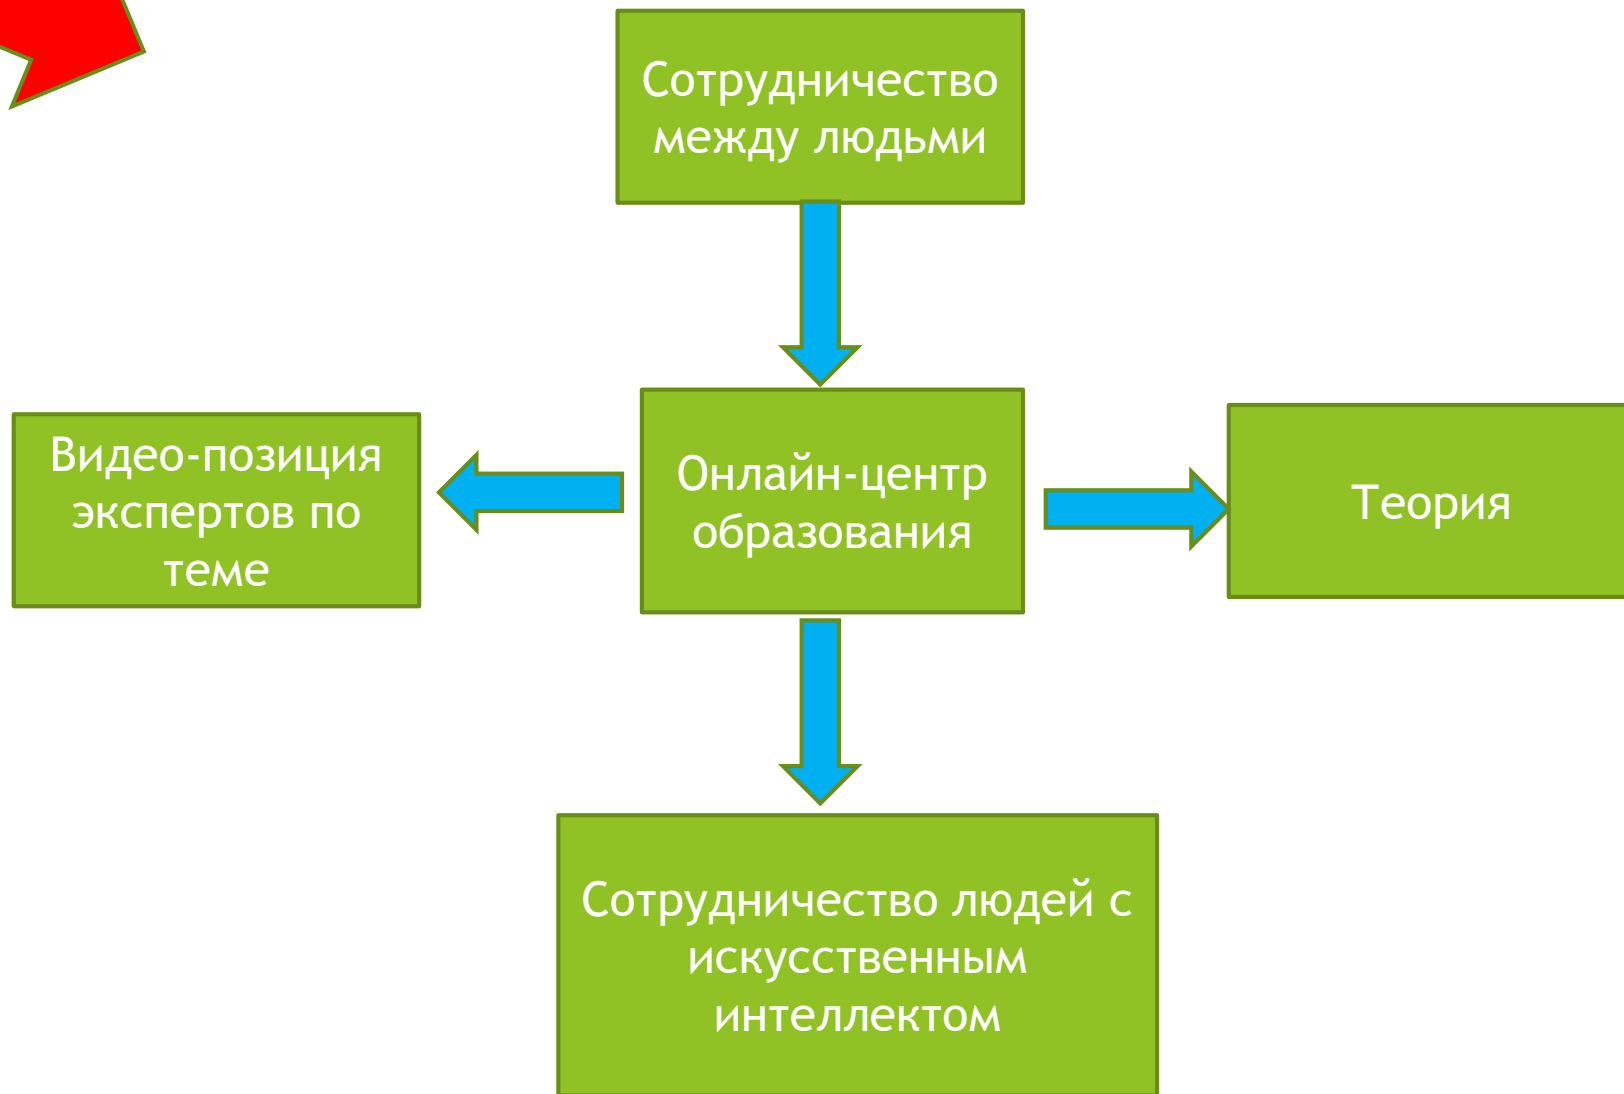 Сотрудничество
между людьми
Видео-позиция
экспертов по
теме
Онлайн-центр
образования
Теория
Сотрудничество людей с
искусственным
интеллектом